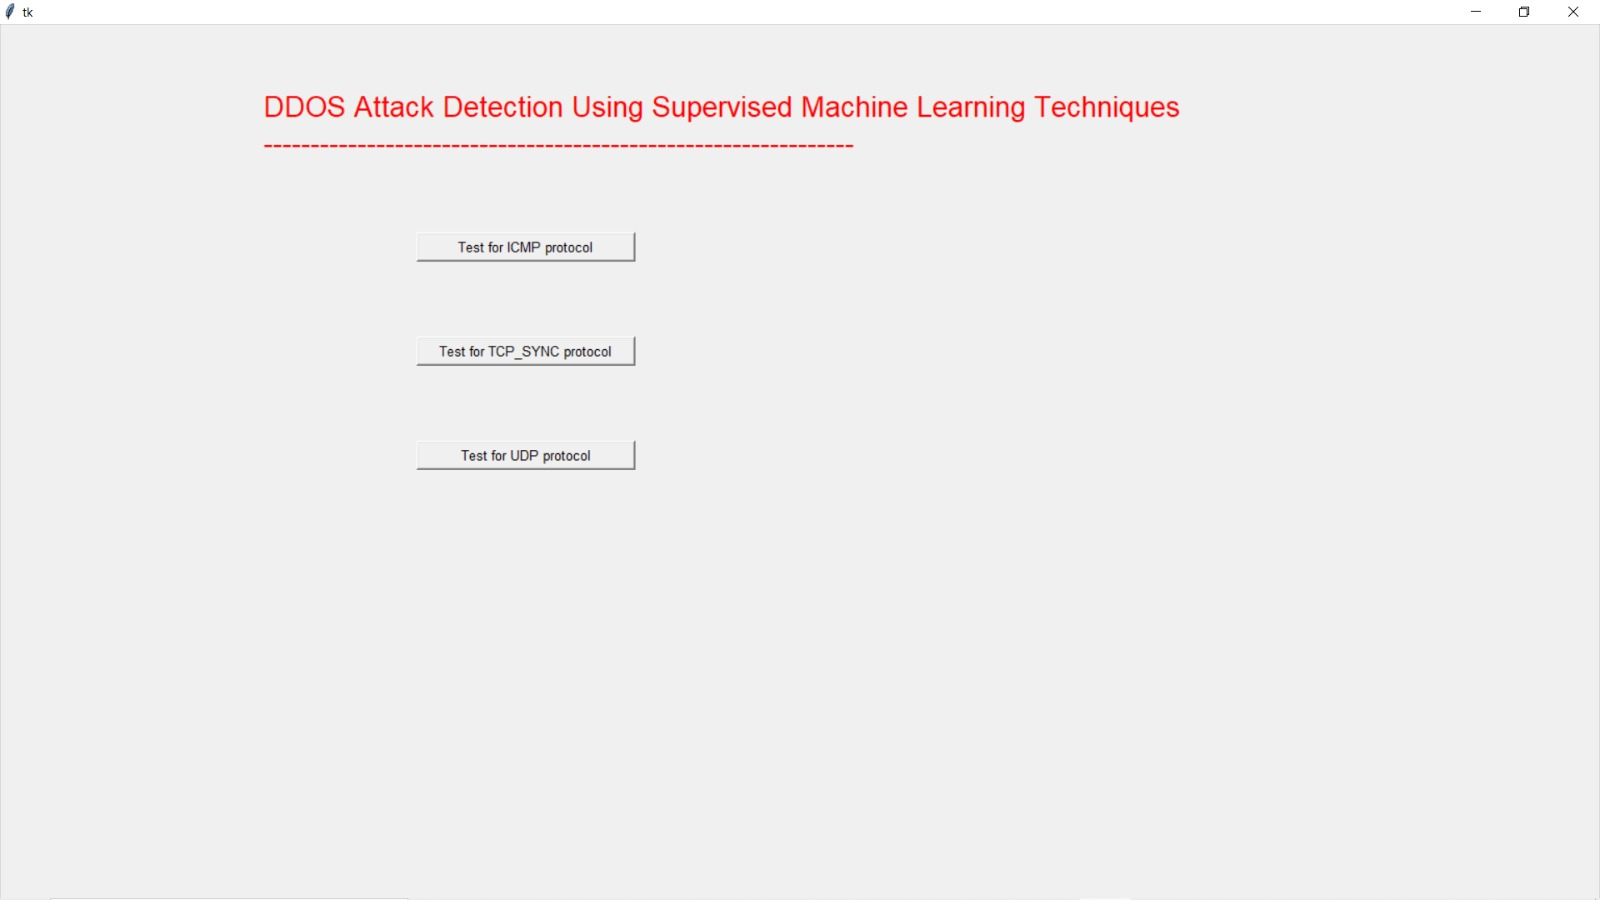 tk
DDOS Attack Detection Using Supervised Machine Learning Techniques
---------------------------------------------------------------
Test for ICMP protocol
Test for TCP_SYNC protocol
Test for UDP protocol